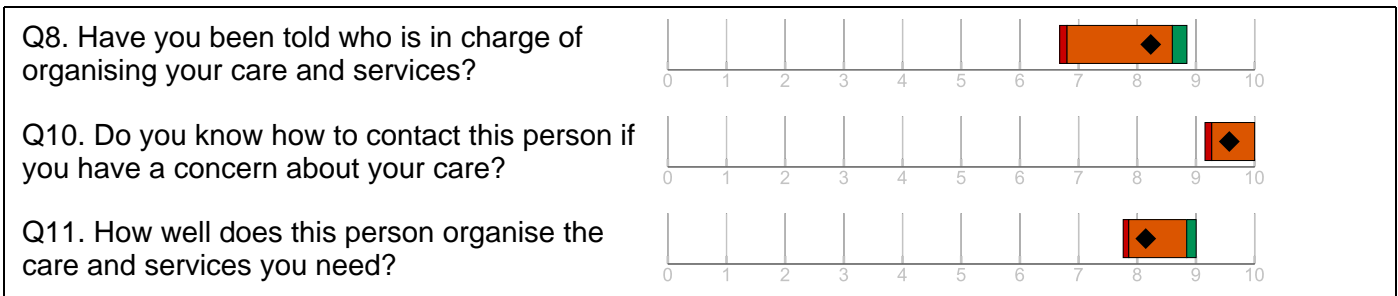 Q8. Have you been told who is in charge of
organising your care and services?
0 1 2 3 4 5 6 7 8 9 10
Q10. Do you know how to contact this person if
you have a concern about your care?
0 1 2 3 4 5 6 7 8 9 10
Q11. How well does this person organise the
care and services you need?
0 1 2 3 4 5 6 7 8 9 10